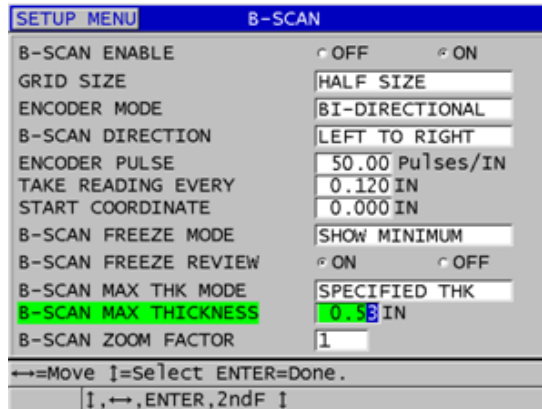 SETUP MENU B-SCAN
B-SCAN ENABLE OFF ON
GRID SIZE HALF SIZE
ENCODER MODE BI-DIRECTIONAL
B-SCAN DIRECTION LEFT TO RIGHT
ENCODER PULSE 50.00 Pulses/IN
TAKE READING EVERY 0.120 IN
START COORDINATE 0.000 IN
B-SCAN FREEZE MODE SHOW MINIMUM
B-SCAN FREEZE REVIEW ON OFF
B-SCAN MAX THK MODE SPECIFIED THK
B-SCAN MAX THICKNESS 0.53 IN
B-SCAN ZOOM FACTOR 1
↔=Move ↕=Select ENTER=Done.
↕,↔,ENTER,2ndF ↕